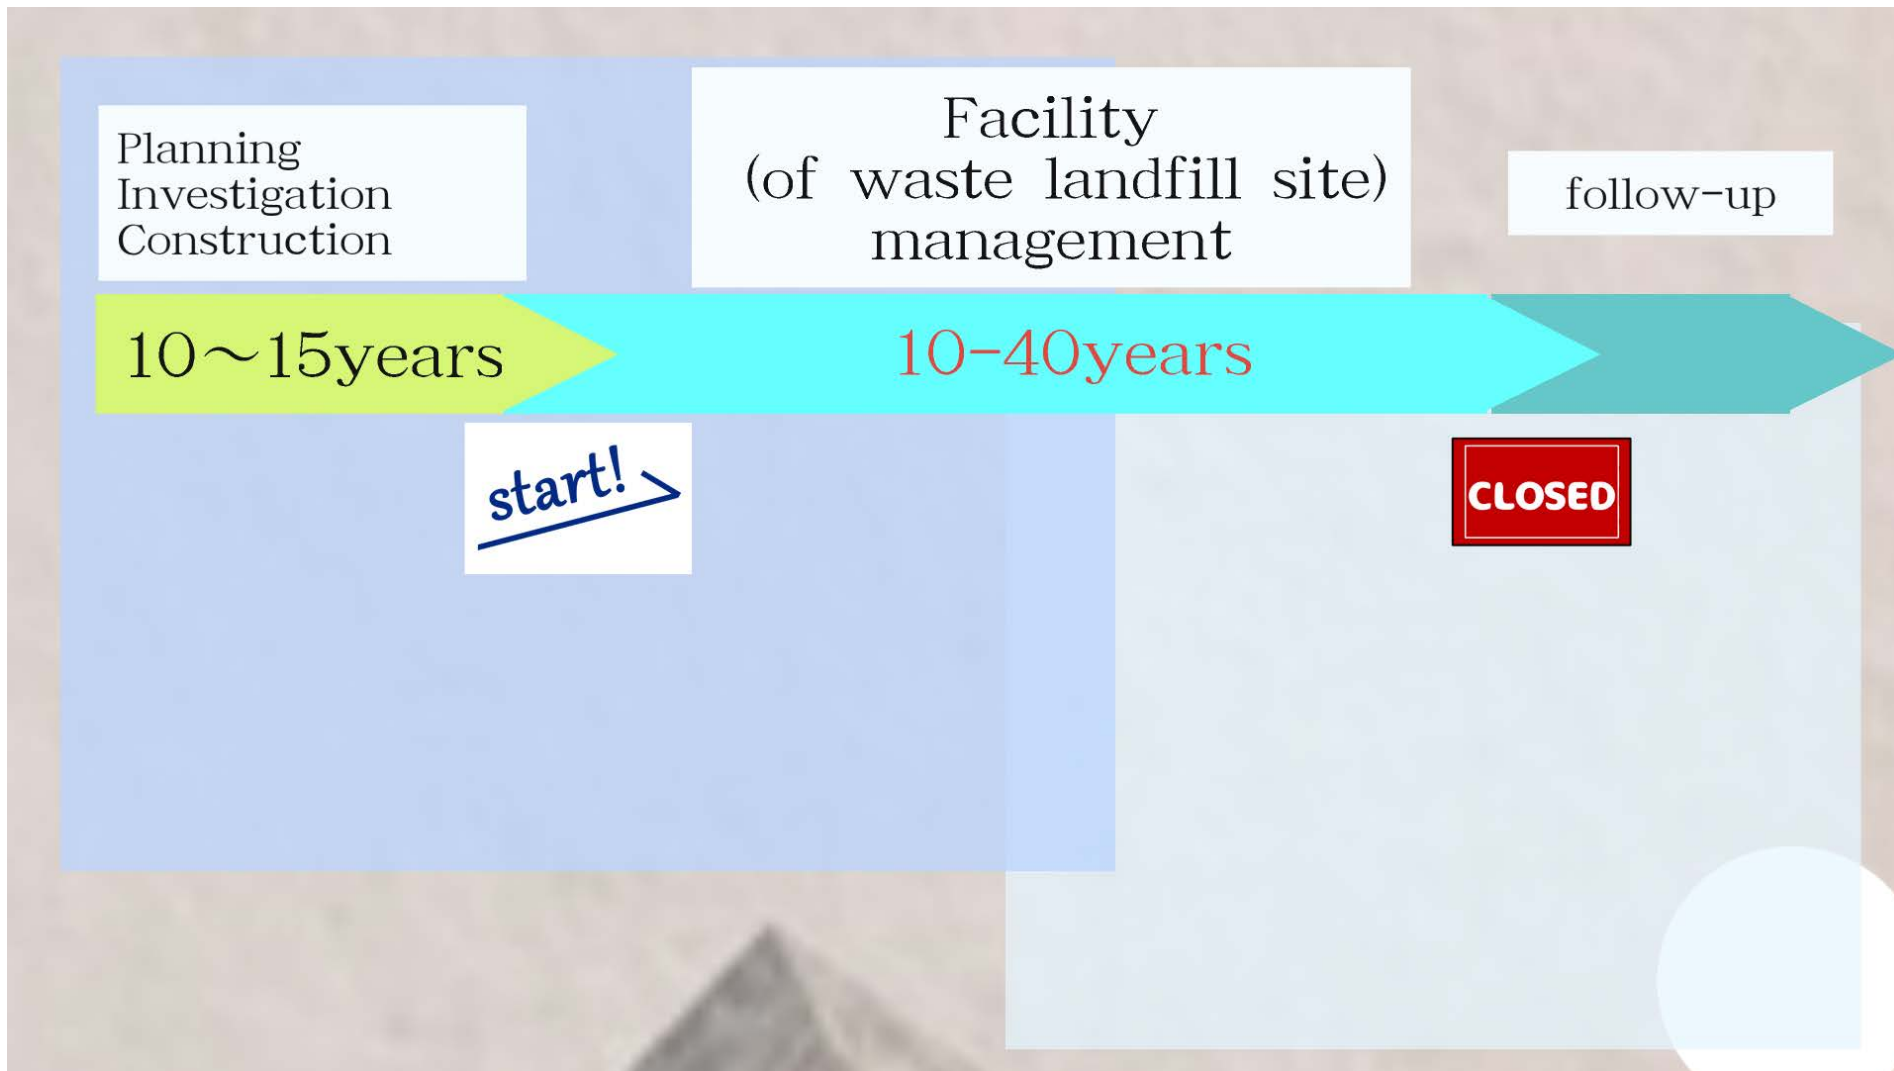 Planning
Investigation
Construction
Facility
(of waste landfill site)
management
follow-up
10～15years
10-40years
start!
CLOSED